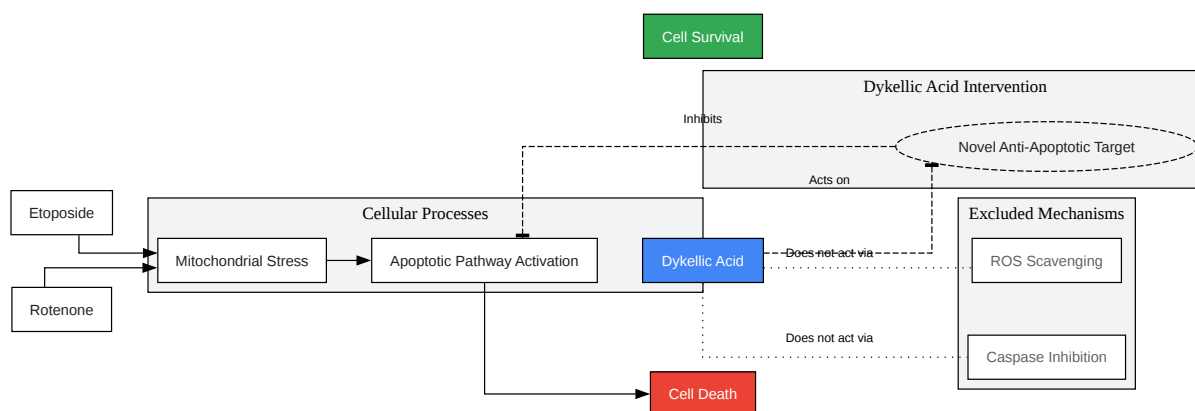 Cell Survival
Dykellic Acid Intervention
Inhibits
Novel Anti-Apoptotic Target
Acts on
Etoposide
Cellular Processes
Excluded Mechanisms
Mitochondrial Stress
Apoptotic Pathway Activation
Dykellic Acid
Does not act via
ROS Scavenging
Rotenone
Does not act via
Caspase Inhibition
Cell Death